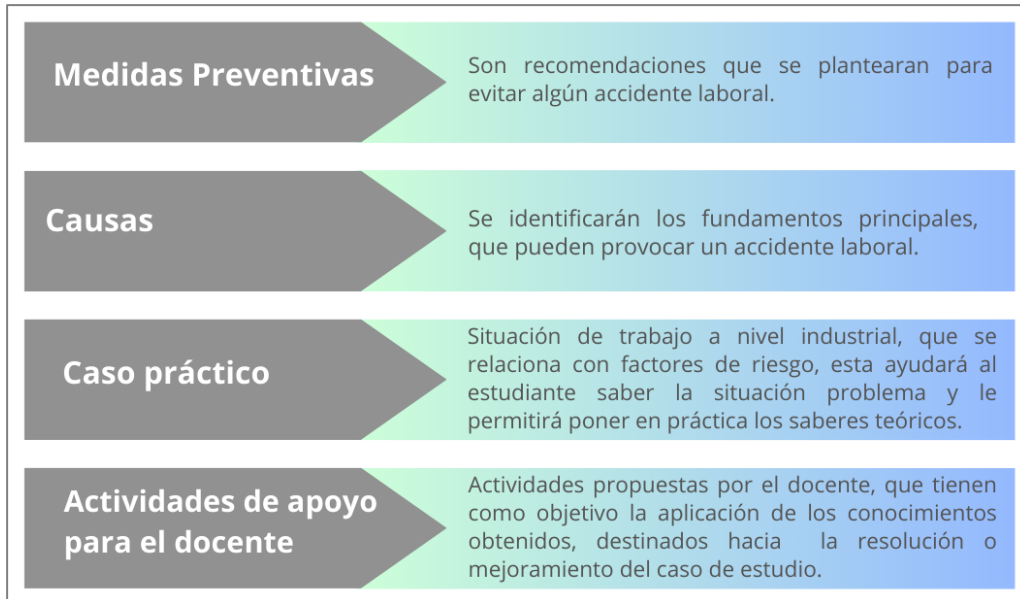 Medidas Preventivas
Son recomendaciones que se plantearan para
evitar algún accidente laboral.
Causas
Se identificarán los fundamentos principales,
que pueden provocar un accidente laboral.
Caso práctico
Situación de trabajo a nivel industrial, que se
relaciona con factores de riesgo, esta ayudará al
estudiante saber la situación problema y le
permitirá poner en práctica los saberes teóricos.
Actividades de apoyo
para el docente
Actividades propuestas por el docente, que tienen
como objetivo la aplicación de los conocimientos
obtenidos, destinados hacia la resolución o
mejoramiento del caso de estudio.